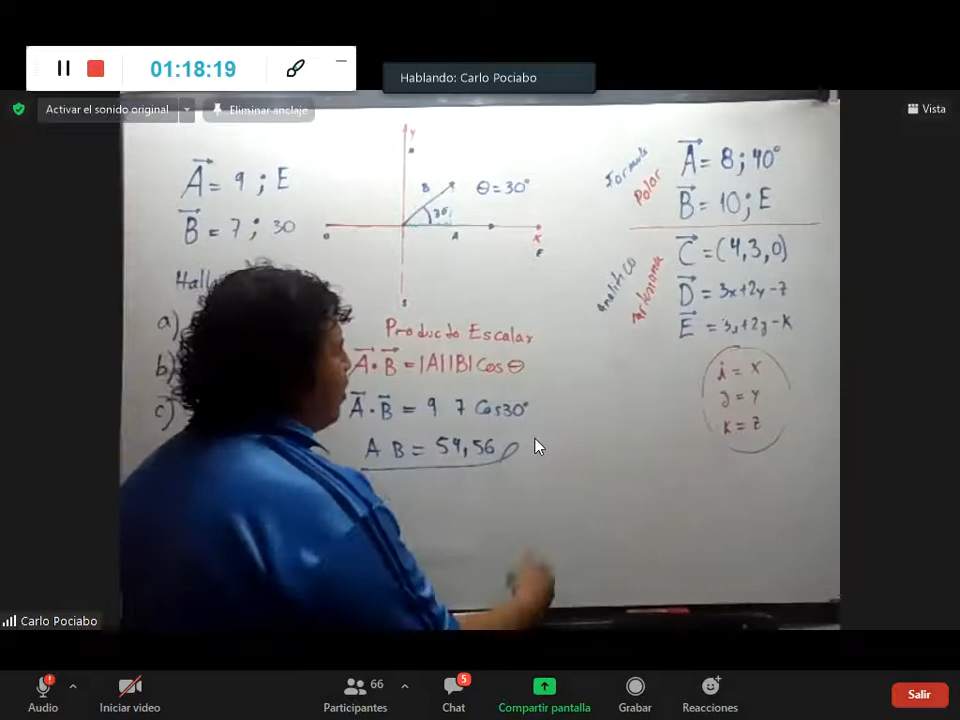 01:18:19
Hablando: Carlo Pociabo
Activar el sonido original
Eliminar anclaje
Vista
A = 9 ; E
B = 7 ; 30
Hall
a)
b)
c)
Y
B
θ = 30°
30°
A
X
E
S
Producto Escalar
A · B = |A||B| Cos θ
A · B = 9 7 Cos 30°
A B = 54,56
Formula
Polar
A = 8 ; 40°
B = 10 ; E
Analitico
C = (4,3,0)
D = 3x+2y-7
i = X
J = Y
K = Z
Carlo Pociabo
Audio
Iniciar video
66
Participantes
5
Chat
Compartir pantalla
Grabar
Reacciones
Salir